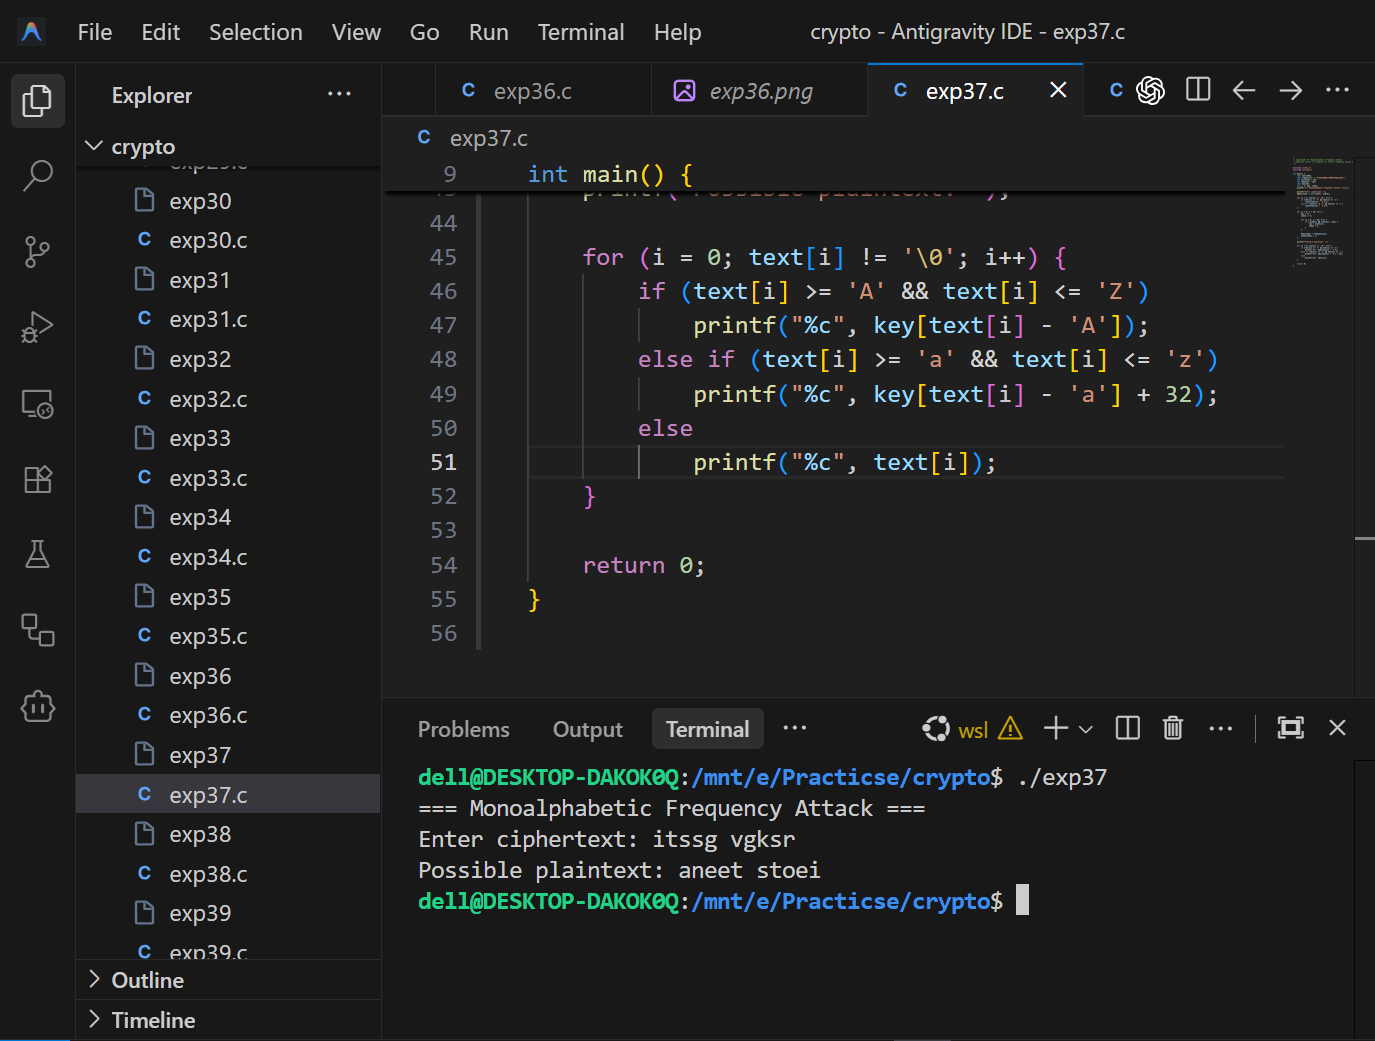 File Edit Selection View Go Run Terminal Help
crypto - Antigravity IDE - exp37.c
Explorer
crypto
exp29.c
exp30
exp30.c
exp31
exp31.c
exp32
exp32.c
exp33
exp33.c
exp34
exp34.c
exp35
exp35.c
exp36
exp36.c
exp37
exp37.c
exp38
exp38.c
exp39
exp39.c
Outline
Timeline
C exp36.c
exp36.png
C exp37.c
C
C exp37.c
9 int main() {
43 printf("Possible plaintext: ");
44
45 for (i = 0; text[i] != '\0'; i++) {
46 if (text[i] >= 'A' && text[i] <= 'Z')
47 printf("%c", key[text[i] - 'A']);
48 else if (text[i] >= 'a' && text[i] <= 'z')
49 printf("%c", key[text[i] - 'a'] + 32);
50 else
51 printf("%c", text[i]);
52 }
53
54 return 0;
55 }
56
Problems Output Terminal
wsl
dell@DESKTOP-DAKOK0Q:/mnt/e/Practicse/crypto$ ./exp37
=== Monoalphabetic Frequency Attack ===
Enter ciphertext: itssg vgksr
Possible plaintext: aneet stoei
dell@DESKTOP-DAKOK0Q:/mnt/e/Practicse/crypto$